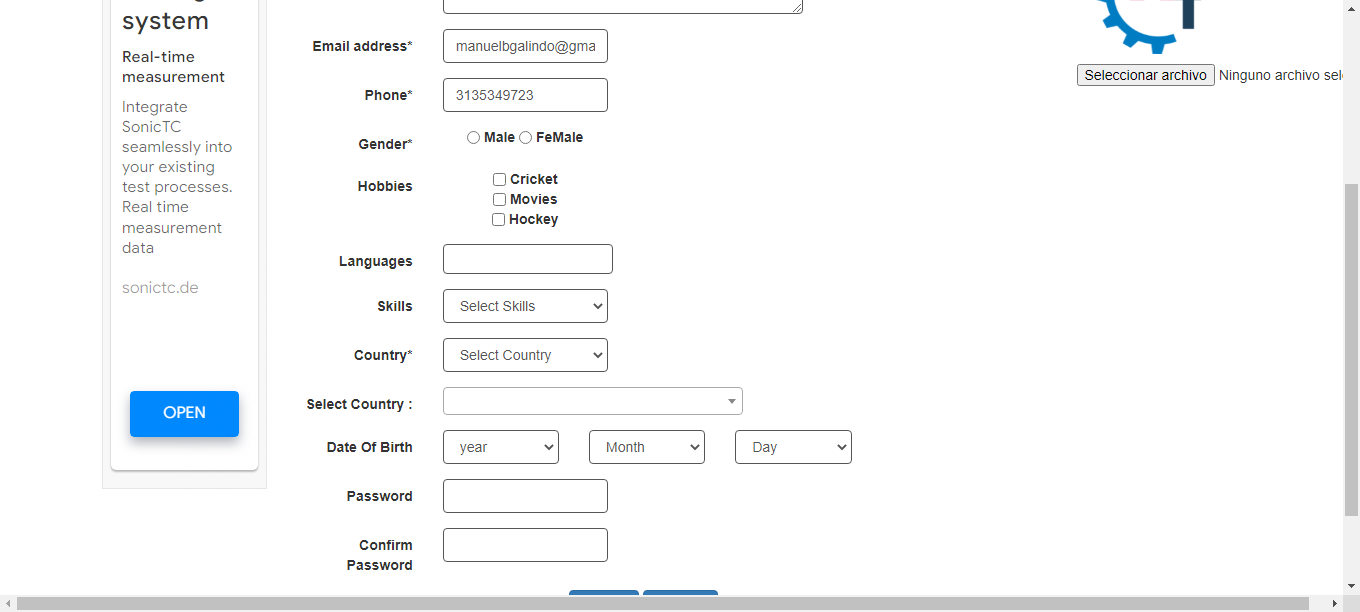 system
Real-time
measurement
Integrate
SonicTC
seamlessly into
your existing
test processes.
Real time
measurement
data
sonictc.de
OPEN
Email address*
manuelbgalindo@gma
Phone*
3135349723
Gender*
Male FeMale
Hobbies
Cricket
Movies
Hockey
Languages
Skills
Select Skills
Country*
Select Country
Select Country :
Date Of Birth
year Month Day
Password
Confirm
Password
Seleccionar archivo Ninguno archivo sel